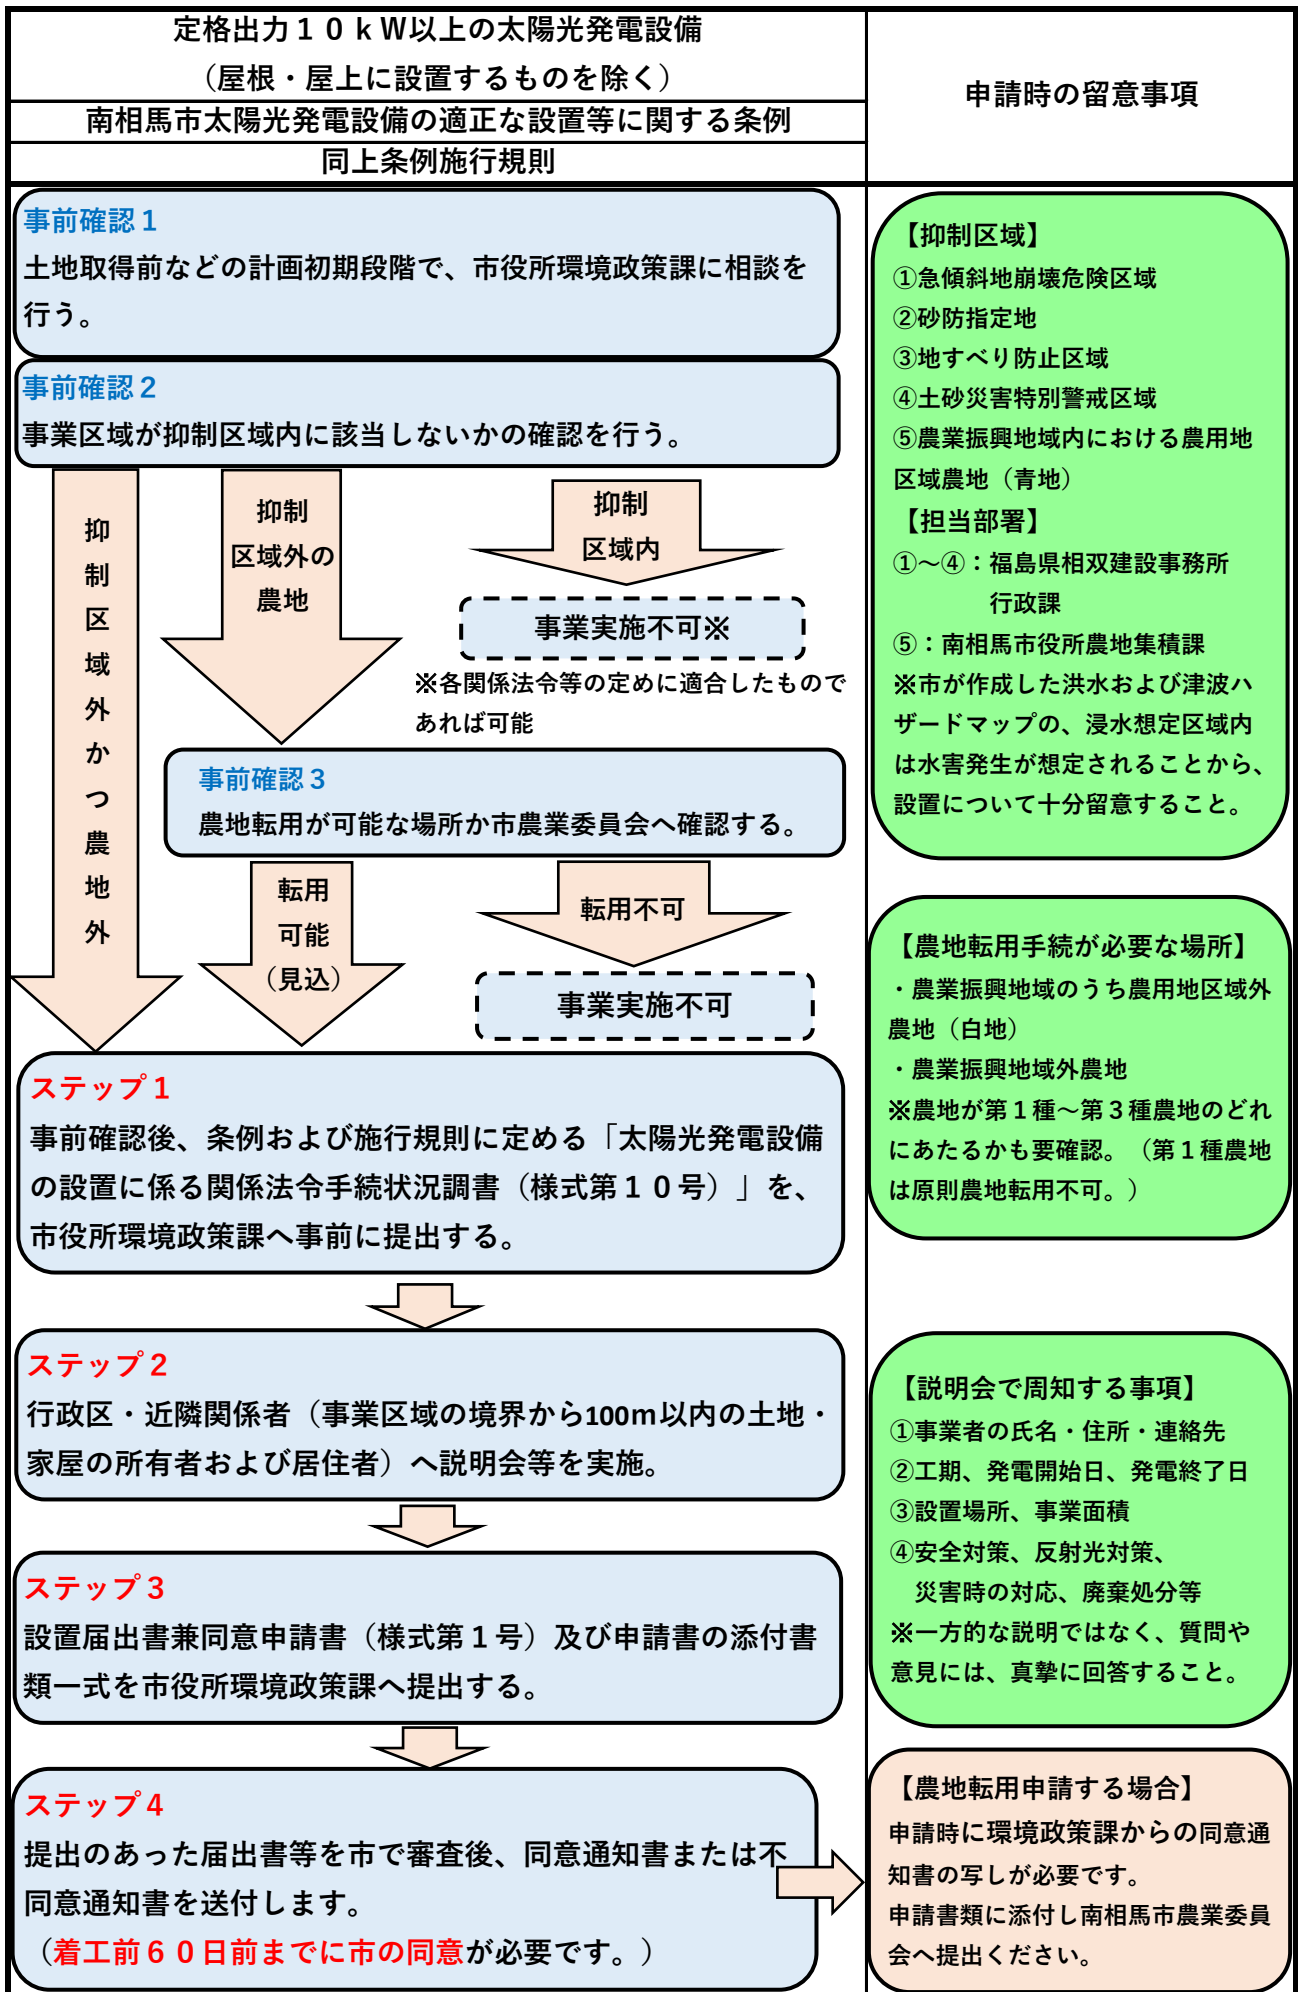 定格出力１０ｋＷ以上の太陽光発電設備
（屋根・屋上に設置するものを除く）
南相馬市太陽光発電設備の適正な設置等に関する条例
同上条例施行規則
申請時の留意事項
事前確認１
土地取得前などの計画初期段階で、市役所環境政策課に相談を
行う。
事前確認２
事業区域が抑制区域内に該当しないかの確認を行う。
抑制区域外かつ農地外
抑制
区域外の
農地
抑制
区域内
事業実施不可※
※各関係法令等の定めに適合したもので
あれば可能
事前確認３
農地転用が可能な場所か市農業委員会へ確認する。
転用
可能
（見込）
転用不可
事業実施不可
ステップ１
事前確認後、条例および施行規則に定める「太陽光発電設備
の設置に係る関係法令手続状況調書（様式第１０号）」を、
市役所環境政策課へ事前に提出する。
ステップ２
行政区・近隣関係者（事業区域の境界から100ｍ以内の土地・
家屋の所有者および居住者）へ説明会等を実施。
ステップ３
設置届出書兼同意申請書（様式第１号）及び申請書の添付書
類一式を市役所環境政策課へ提出する。
ステップ４
提出のあった届出書等を市で審査後、同意通知書または不
同意通知書を送付します。
（着工前６０日前までに市の同意が必要です。）
【抑制区域】
①急傾斜地崩壊危険区域
②砂防指定地
③地すべり防止区域
④土砂災害特別警戒区域
⑤農業振興地域内における農用地
区域農地（青地）
【担当部署】
①～④：福島県相双建設事務所
行政課
⑤：南相馬市役所農地集積課
※市が作成した洪水および津波ハ
ザードマップの、浸水想定区域内
は水害発生が想定されることから、
設置について十分留意すること。
【農地転用手続が必要な場所】
・農業振興地域のうち農用地区域外
農地（白地）
・農業振興地域外農地
※農地が第１種～第３種農地のどれ
にあたるかも要確認。（第１種農地
は原則農地転用不可。）
【説明会で周知する事項】
①事業者の氏名・住所・連絡先
②工期、発電開始日、発電終了日
③設置場所、事業面積
④安全対策、反射光対策、
災害時の対応、廃棄処分等
※一方的な説明ではなく、質問や
意見には、真摯に回答すること。
【農地転用申請する場合】
申請時に環境政策課からの同意通
知書の写しが必要です。
申請書類に添付し南相馬市農業委員
会へ提出ください。